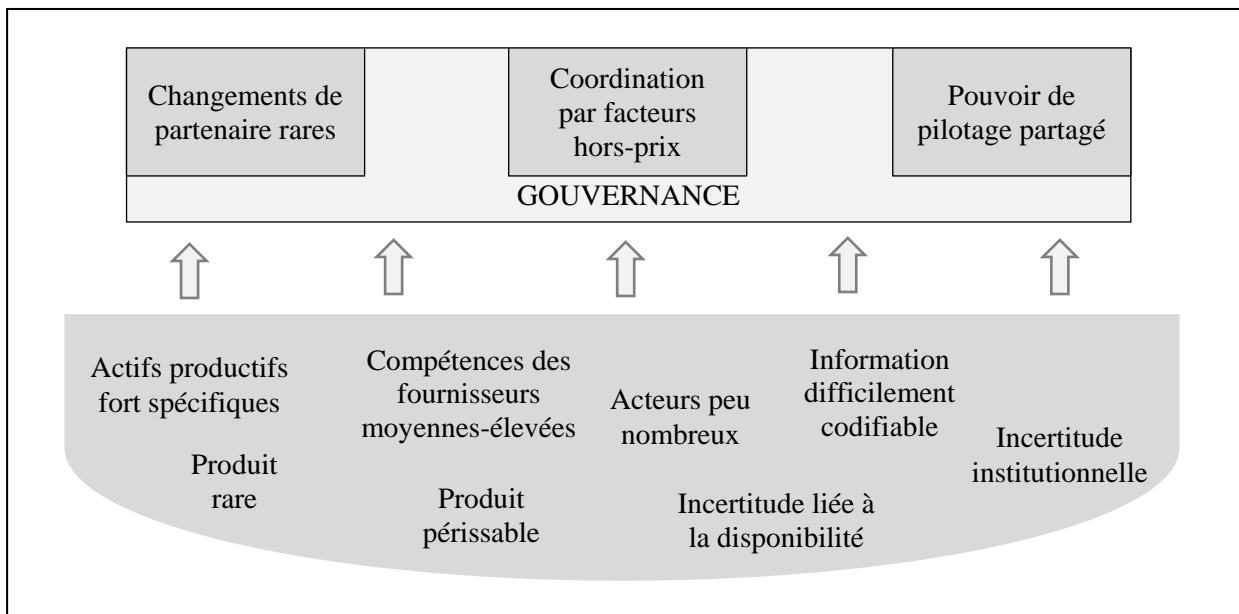 Changements de
partenaire rares
Coordination
par facteurs
hors-prix
Pouvoir de
pilotage partagé
GOUVERNANCE
Actifs productifs
fort spécifiques
Compétences des
fournisseurs
moyennes-élevées
Acteurs peu
nombreux
Information
difficilement
codifiable
Incertitude
institutionnelle
Produit
rare
Produit
périssable
Incertitude liée à
la disponibilité